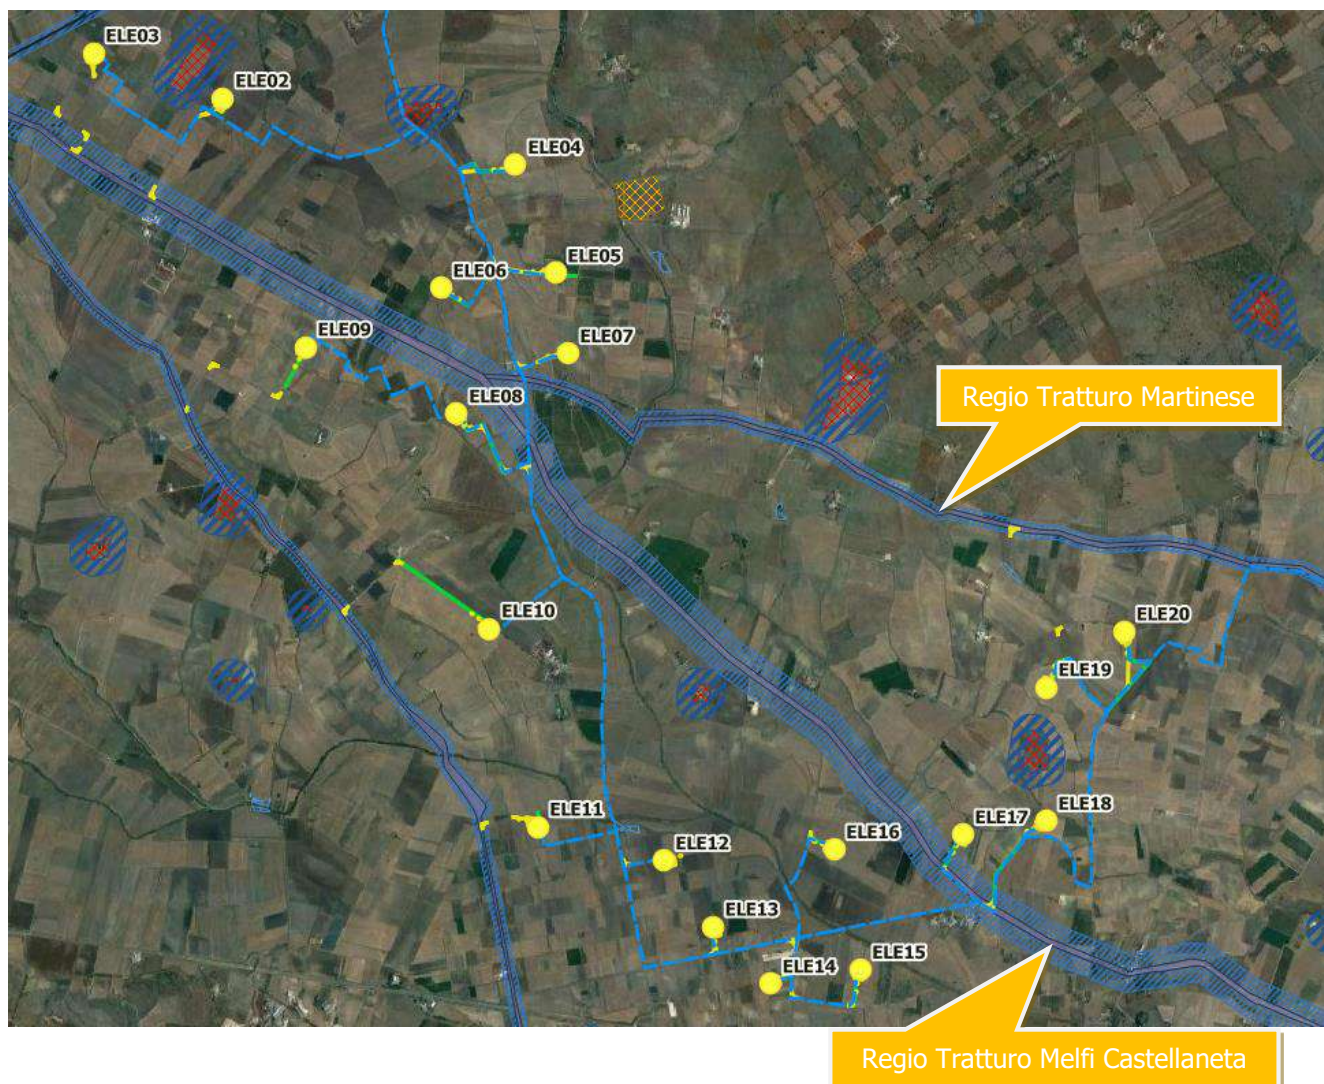 ELE03
ELE02
ELE04
ELE05
ELE06
ELE09
ELE07
Regio Tratturo Martinese
ELE08
ELE10
ELE20
ELE19
ELE11
ELE18
ELE17
ELE16
ELE12
ELE13
ELE14
ELE15
Regio Tratturo Melfi Castellaneta